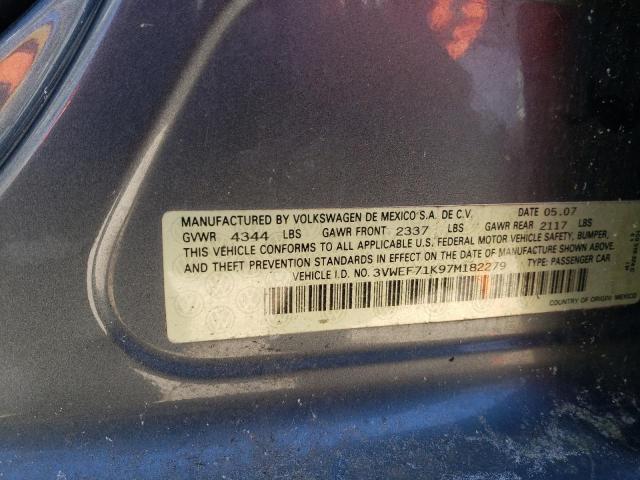 MANUFACTURED BY VOLKSWAGEN DE MEXICO S.A. DE C.V. DATE 05.07
GVWR 4344 LBS GAWR FRONT 2337 LBS GAWR REAR 2117 LBS
THIS VEHICLE CONFORMS TO ALL APPLICABLE U.S. FEDERAL MOTOR VEHICLE SAFETY, BUMPER,
AND THEFT PREVENTION STANDARDS IN EFFECT ON THE DATE OF MANUFACTURE SHOWN ABOVE.
VEHICLE I.D. NO. 3VWEF71K97M182279 TYPE: PASSENGER CAR
COUNTRY OF ORIGIN: MEXICO